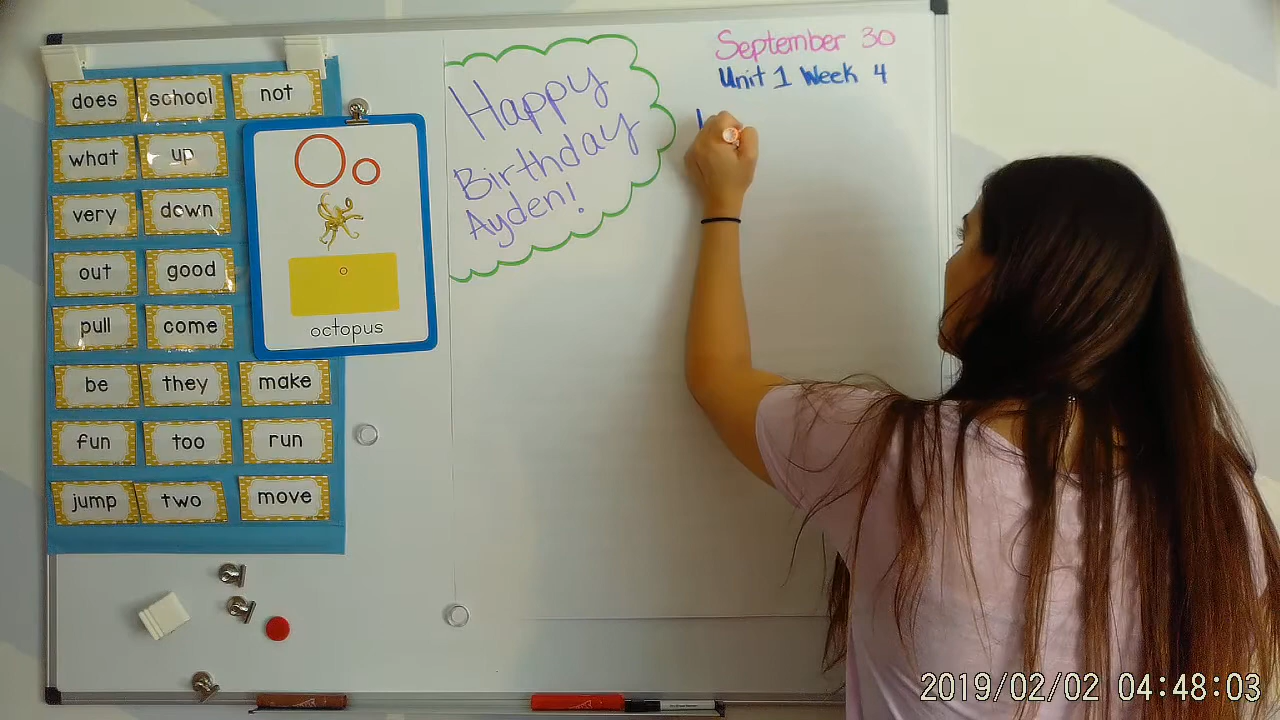 does school not
what up
very down
out good
pull come
be they make
fun too run
jump two move
Oo
o
octopus
Happy
Birthday
Ayden!
September 30
Unit 1 Week 4
2019/02/02 04:48:03